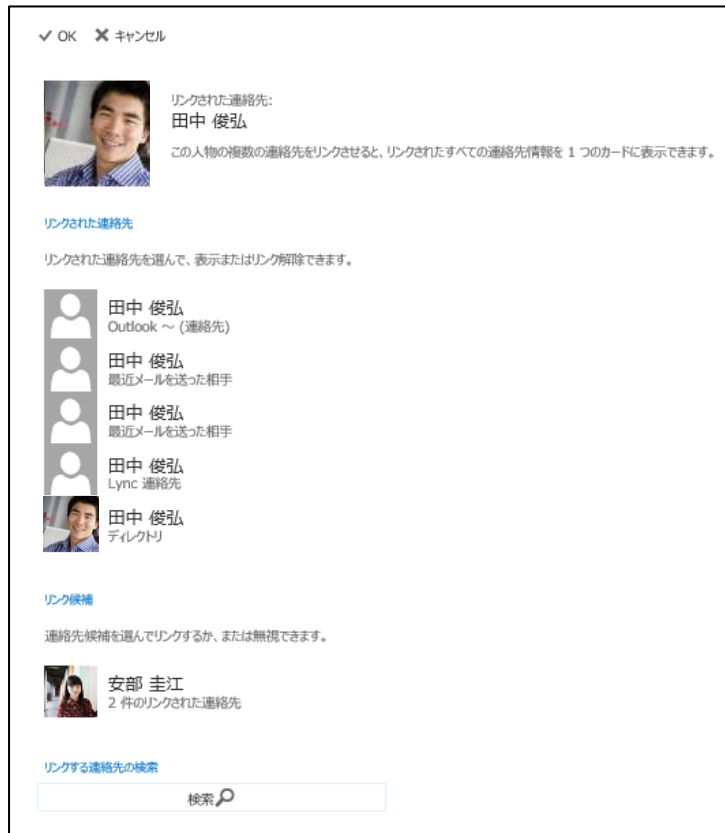 OK キャンセル
リンクされた連絡先:
田中 俊弘
この人物の複数の連絡先をリンクさせると、リンクされたすべての連絡先情報を 1 つのカードに表示できます。
リンクされた連絡先
リンクされた連絡先を選んで、表示またはリンク解除できます。
田中 俊弘
Outlook ～ (連絡先)
田中 俊弘
最近メールを送った相手
田中 俊弘
最近メールを送った相手
田中 俊弘
Lync 連絡先
田中 俊弘
ディレクトリ
リンク候補
連絡先候補を選んでリンクするか、または無視できます。
安部 圭江
2 件のリンクされた連絡先
リンクする連絡先の検索
検索